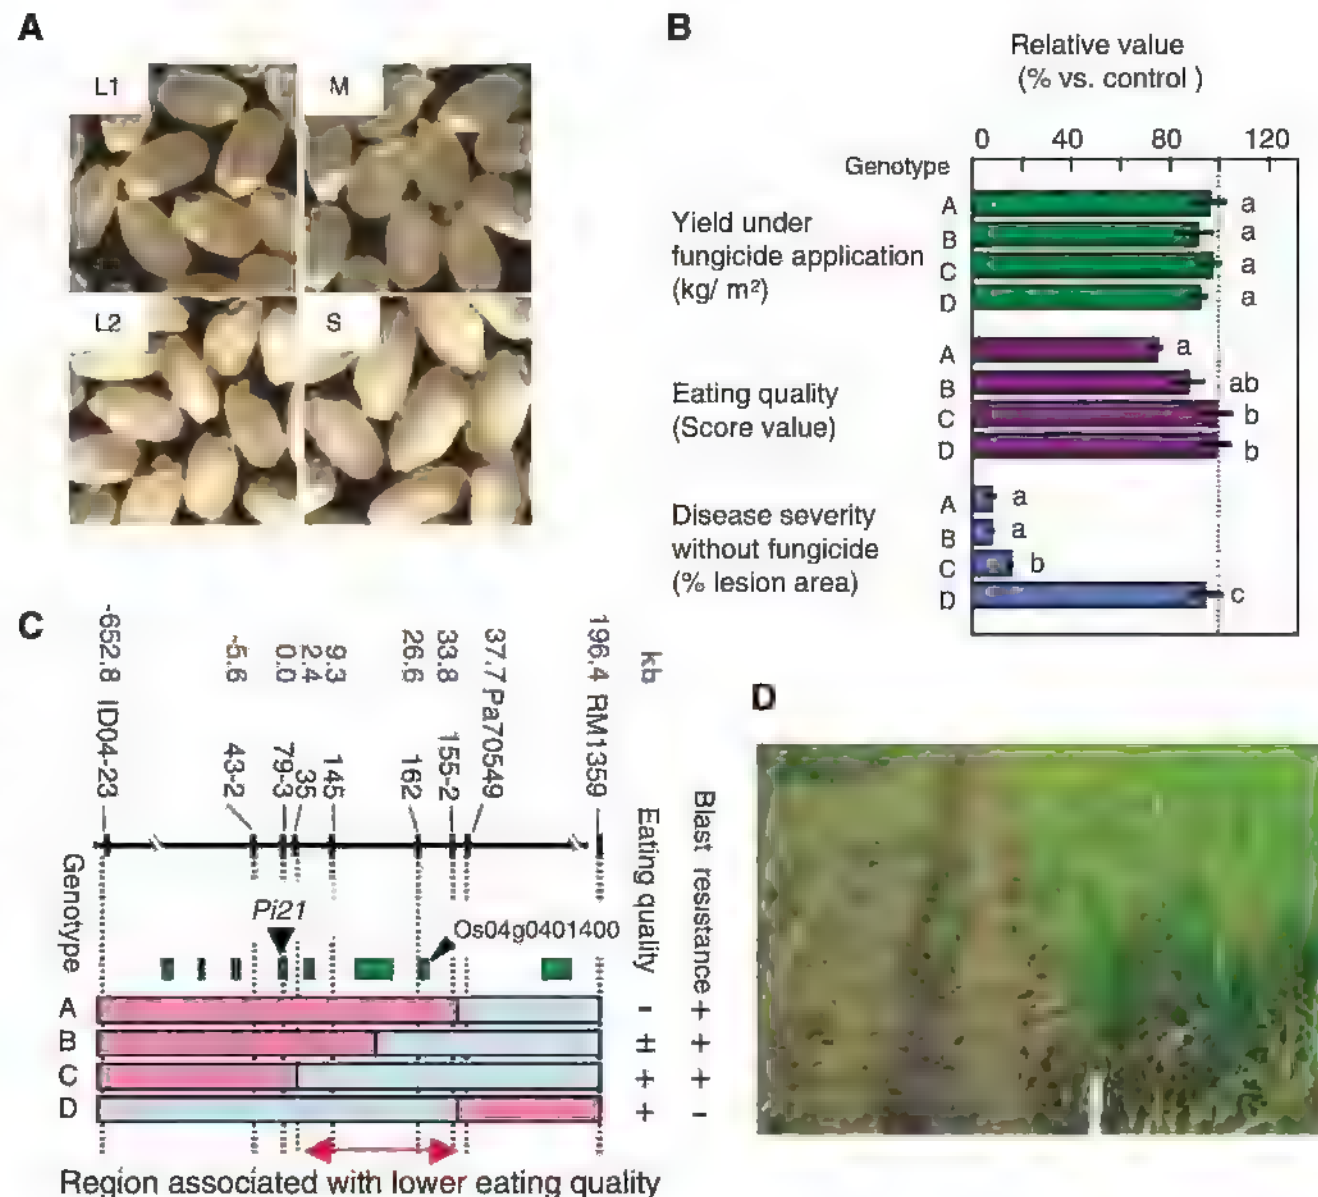 A
L1
M
L2
S
B
Relative value
(% vs. control )
0 40 80 120
Genotype
Yield under
fungicide application
(kg/ m²)
A a
B a
C a
D a
Eating quality
(Score value)
A a
B ab
C b
D b
Disease severity
without fungicide
(% lesion area)
A a
B a
C b
D c
C
-652.8 ID04-23
-5.6 43-2
0.0 79-3
2.4 35
9.3 145
26.6 162
33.8 155-2
37.7 Pa70549
196.4 RM1359
kb
Genotype
Pi21
Os04g0401400
Eating quality
Blast resistance
A - +
B ± +
C + +
D + -
Region associated with lower eating quality
D